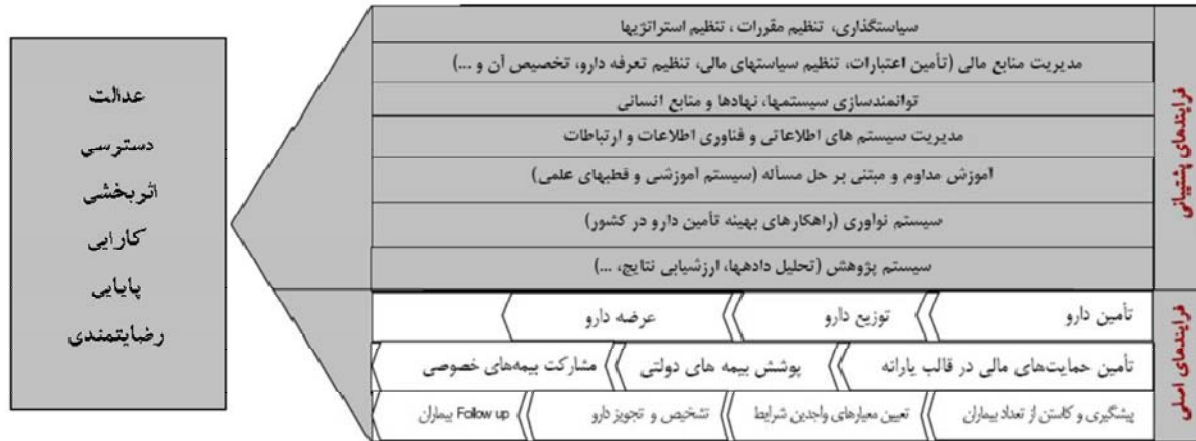 فرایندهای پشتیبانی
سیاستگذاری، تنظیم مقررات ، تنظیم استراتژیها
مدیریت منابع مالی (تأمین اعتبارات، تنظیم سیاستهای مالی، تنظیم تعرفه دارو، تخصیص آن و ...)
توانمندسازی سیستمها، نهادها و منابع انسانی
مدیریت سیستم های اطلاعاتی و فناوری اطلاعات و ارتباطات
آموزش مداوم و مبتنی بر حل مسأله (سیستم آموزشی و قطبهای علمی)
سیستم نوآوری (راهکارهای بهینه تأمین دارو در کشور)
سیستم پژوهش (تحلیل دادهها، ارزشیابی نتایج، ...)
فرایندهای اصلی
تأمین دارو توزیع دارو عرضه دارو
تأمین حمایت‌های مالی در قالب یارانه پوشش بیمه های دولتی مشارکت بیمه‌های خصوصی
پیشگیری و کاستن از تعداد بیماران تعیین معیارهای واجدین شرایط تشخیص و تجویز دارو Follow up بیماران
عدالت
دسترسی
اثربخشی
کارایی
پایایی
رضایتمندی